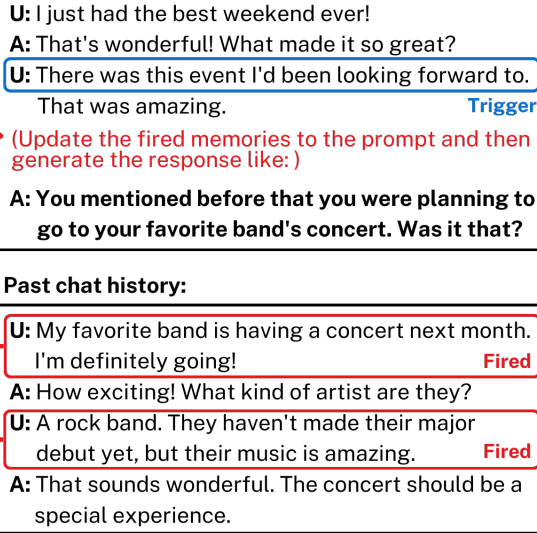 U: I just had the best weekend ever!
A: That's wonderful! What made it so great?
U: There was this event I'd been looking forward to.
That was amazing. Trigger
(Update the fired memories to the prompt and then
generate the response like: )
A: You mentioned before that you were planning to
go to your favorite band's concert. Was it that?
Past chat history:
U: My favorite band is having a concert next month.
I'm definitely going! Fired
A: How exciting! What kind of artist are they?
U: A rock band. They haven't made their major
debut yet, but their music is amazing. Fired
A: That sounds wonderful. The concert should be a
special experience.